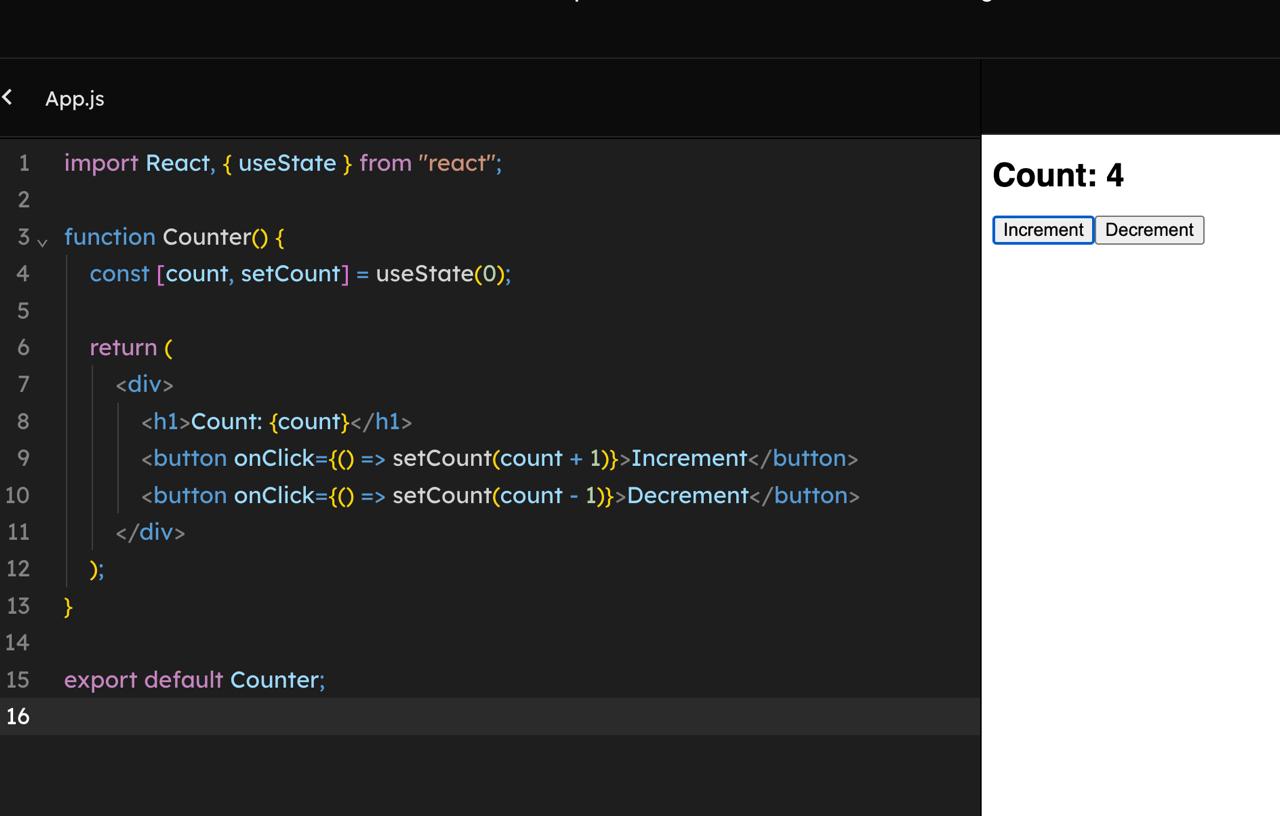 App.js
1 import React, { useState } from "react";
2
3 function Counter() {
4 const [count, setCount] = useState(0);
5
6 return (
7 <div>
8 <h1>Count: {count}</h1>
9 <button onClick={() => setCount(count + 1)}>Increment</button>
10 <button onClick={() => setCount(count - 1)}>Decrement</button>
11 </div>
12 );
13 }
14
15 export default Counter;
16
Count: 4
Increment Decrement